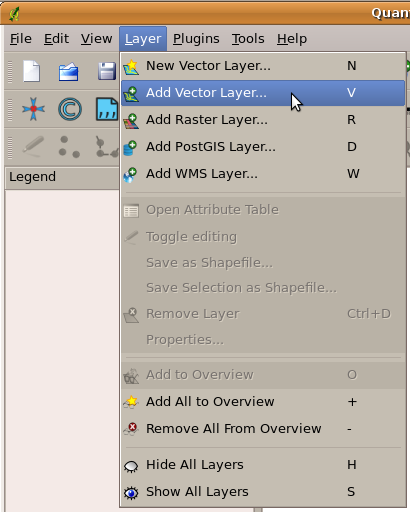 Quan
File Edit View Layer Plugins Tools Help
New Vector Layer... N
Add Vector Layer... V
Add Raster Layer... R
Add PostGIS Layer... D
Add WMS Layer... W
Legend
Open Attribute Table
Toggle editing
Save as Shapefile...
Save Selection as Shapefile...
Remove Layer Ctrl+D
Properties...
Add to Overview O
Add All to Overview +
Remove All From Overview -
Hide All Layers H
Show All Layers S